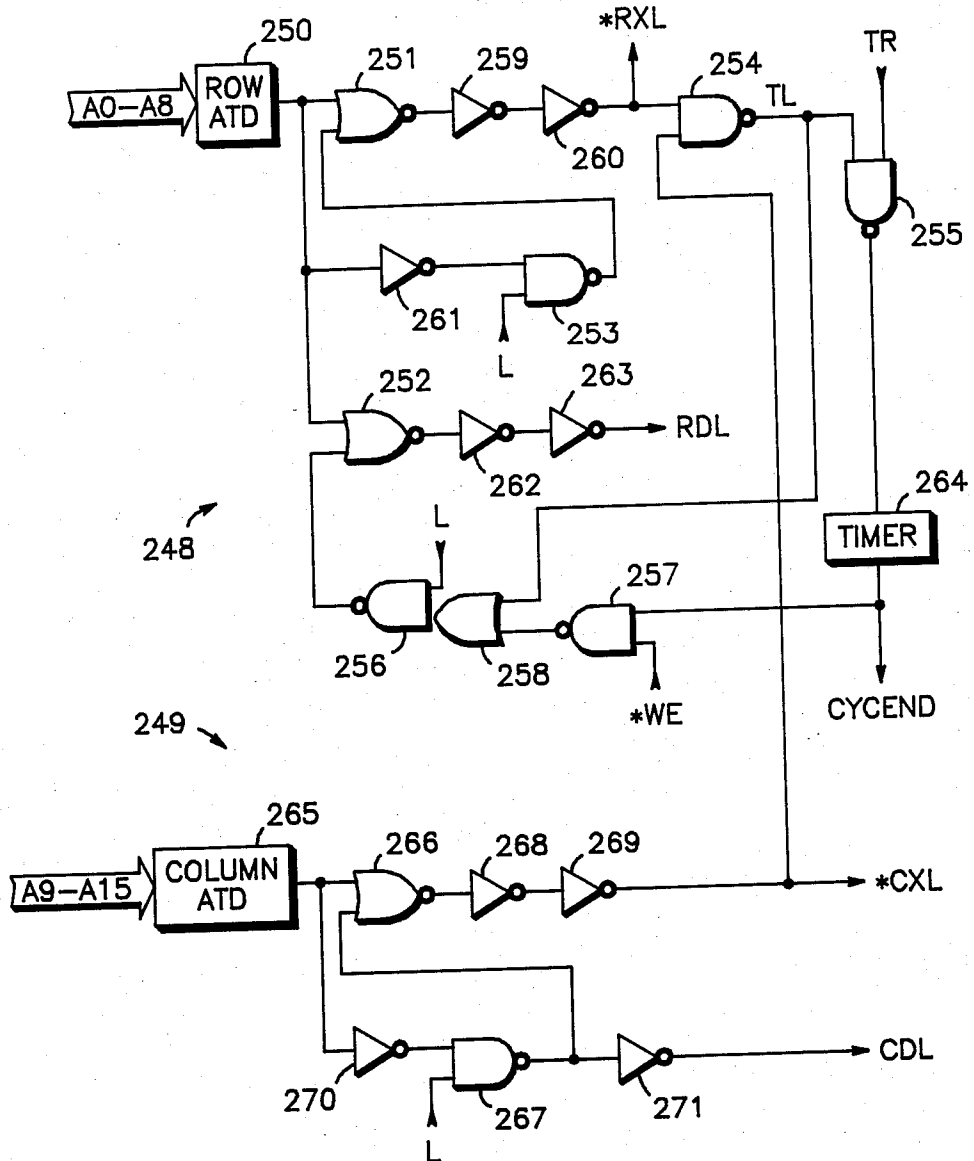 *RXL
TR
250
251
259
254
A0-A8
ROW
ATD
TL
260
255
261
L
253
252
263
RDL
262
264
TIMER
248
L
257
256
258
*WE
CYCEND
249
265
266
268
269
A9-A15
COLUMN
ATD
*CXL
270
L
267
271
CDL